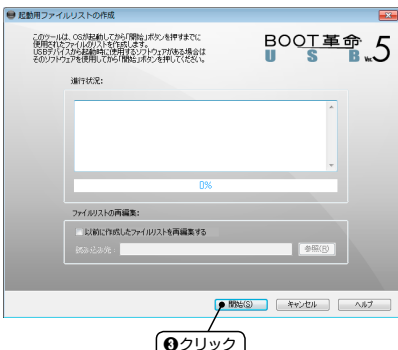 起動用ファイルリストの作成
このツールは、OSが起動してから「開始」ボタンを押すまでに
使用されたファイルのリストを作成します。
USBデバイスから起動時に使用するソフトウェアがある場合は
そのソフトウェアを使用してから「開始」ボタンを押してください。
BOOT革命
USB Ver.5
進行状況:
0%
ファイルリストの再編集:
以前に作成したファイルリストを再編集する
読み込み先:
参照(R)
開始(S) キャンセル ヘルプ
❸クリック